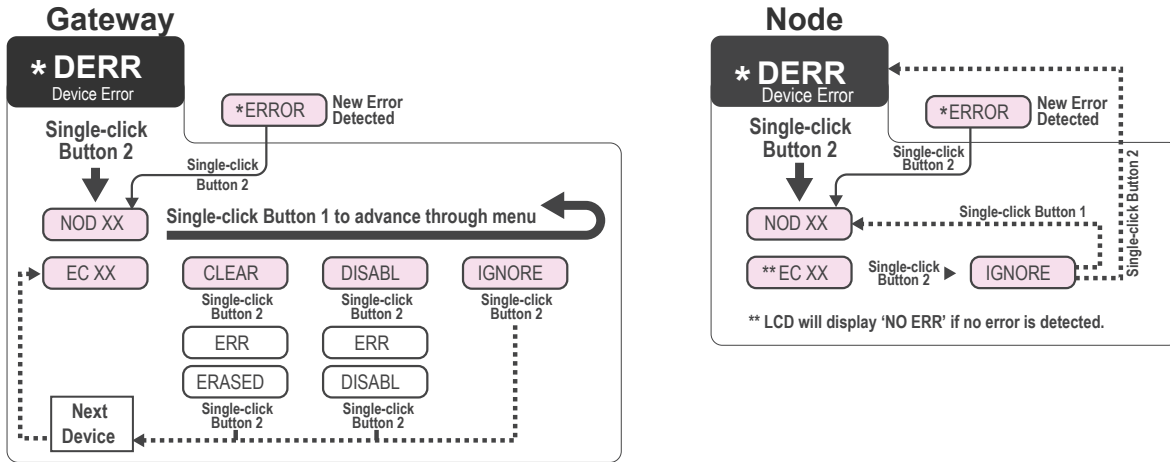 Gateway
* DERR
Device Error
Single-click
Button 2
*ERROR
New Error
Detected
Single-click
Button 2
NOD XX
Single-click Button 1 to advance through menu
EC XX
CLEAR
Single-click
Button 2
ERR
ERASED
Single-click
Button 2
DISABL
Single-click
Button 2
ERR
DISABL
Single-click
Button 2
IGNORE
Single-click
Button 2
Next
Device
Node
* DERR
Device Error
Single-click
Button 2
*ERROR
New Error
Detected
Single-click
Button 2
NOD XX
Single-click Button 1
Single-click Button 2
** EC XX
Single-click
Button 2
IGNORE
** LCD will display 'NO ERR' if no error is detected.